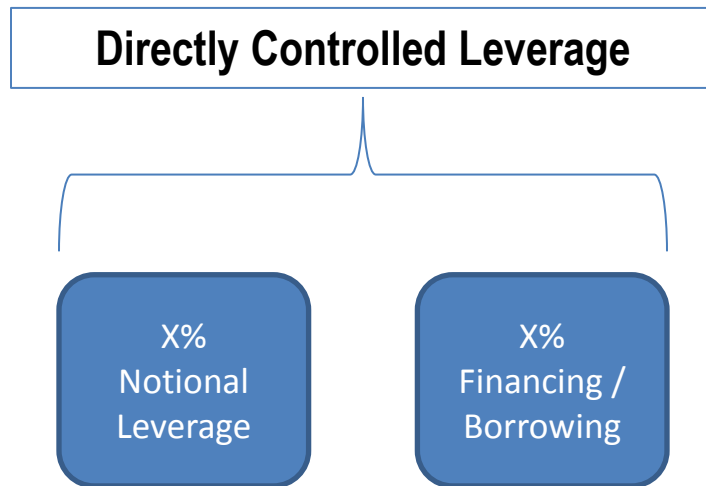 Directly Controlled Leverage
X%
Notional
Leverage
X%
Financing /
Borrowing